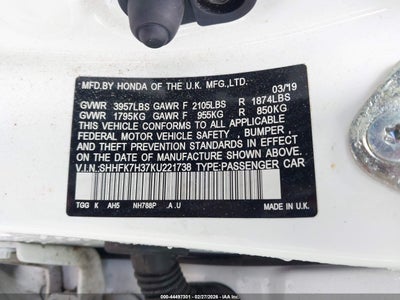 MFD.BY HONDA OF THE U.K. MFG.,LTD. 03/19
GVWR 3957LBS GAWR F 2105LBS R 1874LBS
GVWR 1795KG GAWR F 955KG R 850KG
THIS VEHICLE CONFORMS TO ALL APPLICABLE
FEDERAL MOTOR VEHICLE SAFETY , BUMPER ,
AND THEFT PREVENTION STANDARDS IN EFFECT
ON THE DATE OF MANUFACTURE SHOWN ABOVE.
V.I.N.:SHHFK7H37KU221738 TYPE:PASSENGER CAR
TGG K AH5 NH788P .A .U
MADE IN U.K.
000-44497301 - 02/27/2026 - © IAA, LLC